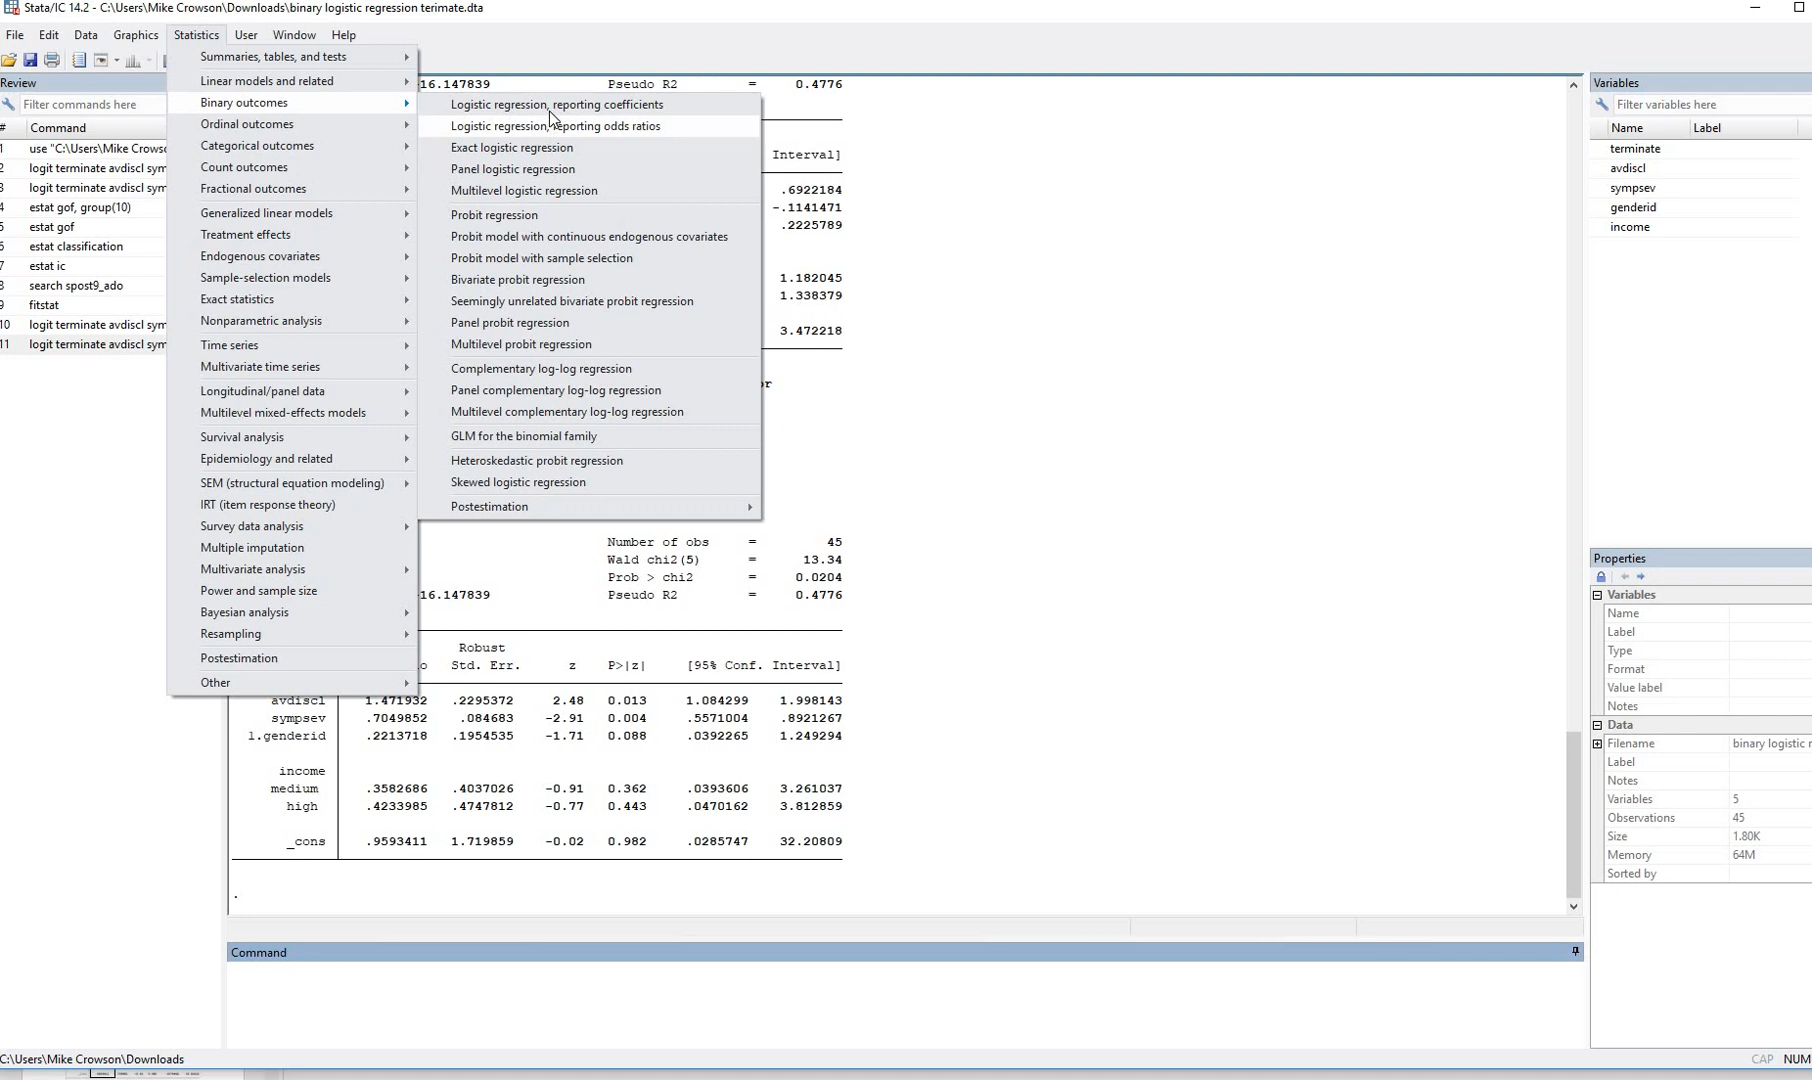 Stata/IC 14.2 - C:\Users\Mike Crowson\Downloads\binary logistic regression terimate.dta
File Edit Data Graphics Statistics User Window Help
Review
Filter commands here
# Command
1 use "C:\Users\Mike Crows
2 logit terminate avdiscl sym
3 logit terminate avdiscl sym
4 estat gof, group(10)
5 estat gof
6 estat classification
7 estat ic
8 search spost9_ado
9 fitstat
10 logit terminate avdiscl sym
11 logit terminate avdiscl sym
Summaries, tables, and tests
Linear models and related
Binary outcomes
Ordinal outcomes
Categorical outcomes
Count outcomes
Fractional outcomes
Generalized linear models
Treatment effects
Endogenous covariates
Sample-selection models
Exact statistics
Nonparametric analysis
Time series
Multivariate time series
Longitudinal/panel data
Multilevel mixed-effects models
Survival analysis
Epidemiology and related
SEM (structural equation modeling)
IRT (item response theory)
Survey data analysis
Multiple imputation
Multivariate analysis
Power and sample size
Bayesian analysis
Resampling
Postestimation
Other
Logistic regression, reporting coefficients
Logistic regression, reporting odds ratios
Exact logistic regression
Panel logistic regression
Multilevel logistic regression
Probit regression
Probit model with continuous endogenous covariates
Probit model with sample selection
Bivariate probit regression
Seemingly unrelated bivariate probit regression
Panel probit regression
Multilevel probit regression
Complementary log-log regression
Panel complementary log-log regression
Multilevel complementary log-log regression
GLM for the binomial family
Heteroskedastic probit regression
Skewed logistic regression
Postestimation
16.147839 Pseudo R2 = 0.4776
Interval]
.6922184
-.1141471
.2225789
1.182045
1.338379
3.472218
or
Number of obs = 45
Wald chi2(5) = 13.34
Prob > chi2 = 0.0204
16.147839 Pseudo R2 = 0.4776
Robust
o Std. Err. z P>|z| [95% Conf. Interval]
avdiscl 1.471932 .2295372 2.48 0.013 1.084299 1.998143
sympsev .7049852 .084683 -2.91 0.004 .5571004 .8921267
1.genderid .2213718 .1954535 -1.71 0.088 .0392265 1.249294
income
medium .3582686 .4037026 -0.91 0.362 .0393606 3.261037
high .4233985 .4747812 -0.77 0.443 .0470162 3.812859
_cons .9593411 1.719859 -0.02 0.982 .0285747 32.20809
.
Command
Variables
Filter variables here
Name Label
terminate
avdiscl
sympsev
genderid
income
Properties
Variables
Name
Label
Type
Format
Value label
Notes
Data
Filename binary logistic r
Label
Notes
Variables 5
Observations 45
Size 1.80K
Memory 64M
Sorted by
C:\Users\Mike Crowson\Downloads
CAP NUM